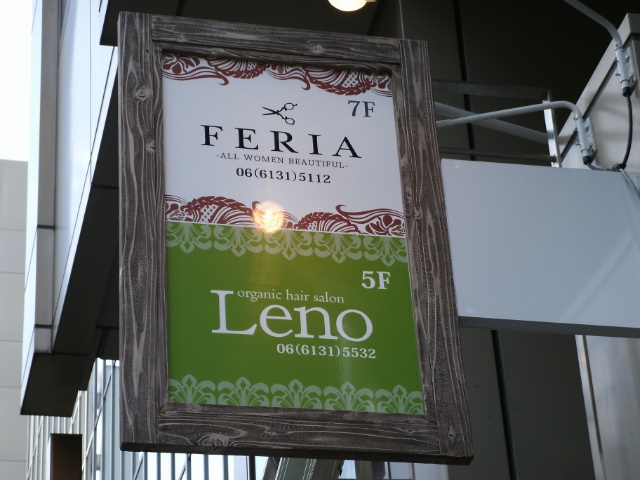 7F
FERIA
-ALL WOMEN BEAUTIFUL-
06(6131)5112
5F
organic hair salon
Leno
06(6131)5532